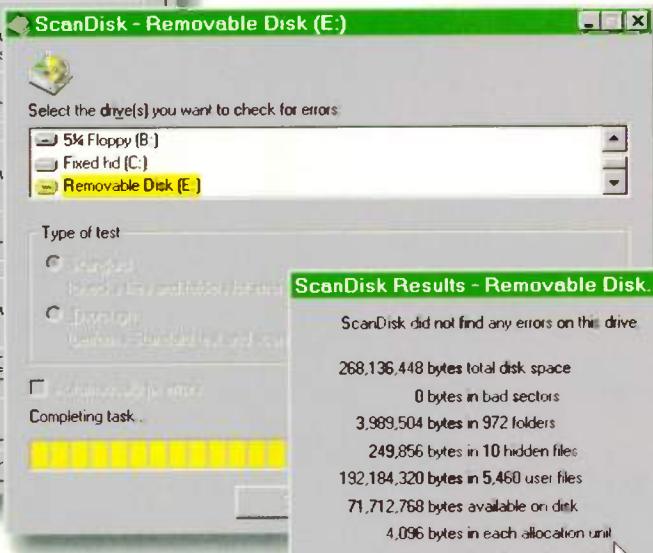 ScanDisk - Removable Disk (E:)
Select the drive(s) you want to check for errors:
5¼ Floppy (B:)
Fixed hd (C:)
Removable Disk (E:)
Type of test
Completing task...
ScanDisk Results - Removable Disk.
ScanDisk did not find any errors on this drive
268,136,448 bytes total disk space
0 bytes in bad sectors
3,989,504 bytes in 972 folders
249,856 bytes in 10 hidden files
192,184,320 bytes in 5,460 user files
71,712,768 bytes available on disk
4,096 bytes in each allocation unit